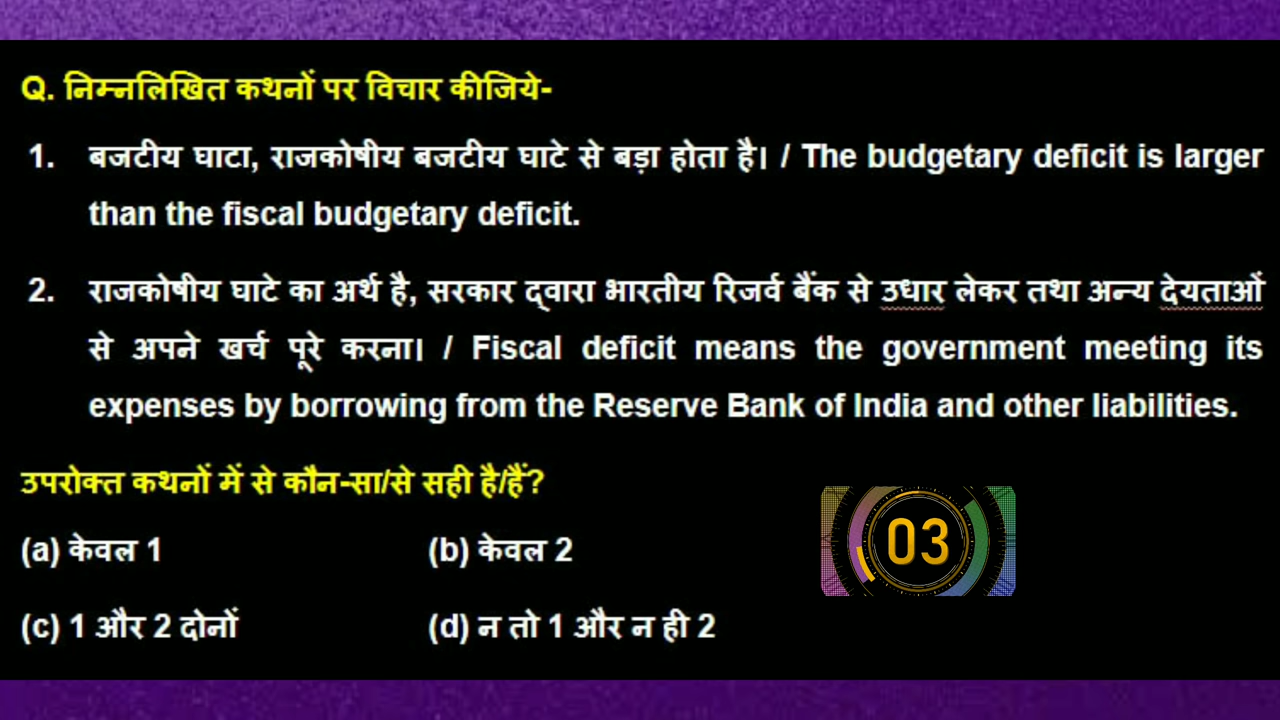 Q. निम्नलिखित कथनों पर विचार कीजिये-
1. बजटीय घाटा, राजकोषीय बजटीय घाटे से बड़ा होता है। / The budgetary deficit is larger
than the fiscal budgetary deficit.
2. राजकोषीय घाटे का अर्थ है, सरकार द्वारा भारतीय रिजर्व बैंक से उधार लेकर तथा अन्य देयताओं
से अपने खर्च पूरे करना। / Fiscal deficit means the government meeting its
expenses by borrowing from the Reserve Bank of India and other liabilities.
उपरोक्त कथनों में से कौन-सा/से सही है/हैं?
(a) केवल 1 (b) केवल 2
03
(c) 1 और 2 दोनों (d) न तो 1 और न ही 2